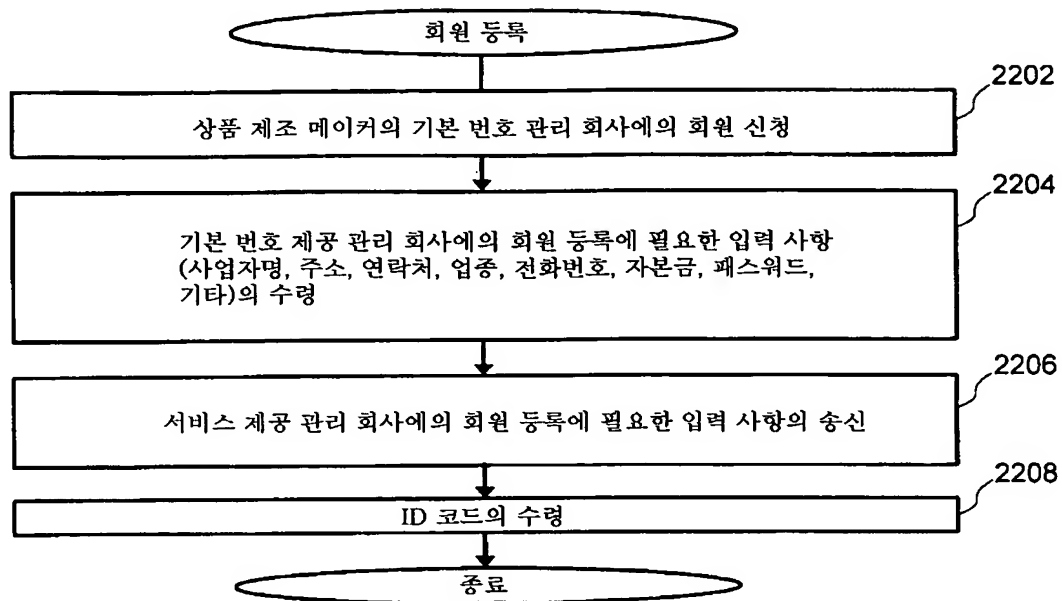 회원 등록
2202
상품 제조 메이커의 기본 번호 관리 회사에의 회원 신청
2204
기본 번호 제공 관리 회사에의 회원 등록에 필요한 입력 사항
(사업자명, 주소, 연락처, 업종, 전화번호, 자본금, 패스워드,
기타)의 수령
2206
서비스 제공 관리 회사에의 회원 등록에 필요한 입력 사항의 송신
2208
ID 코드의 수령
종료